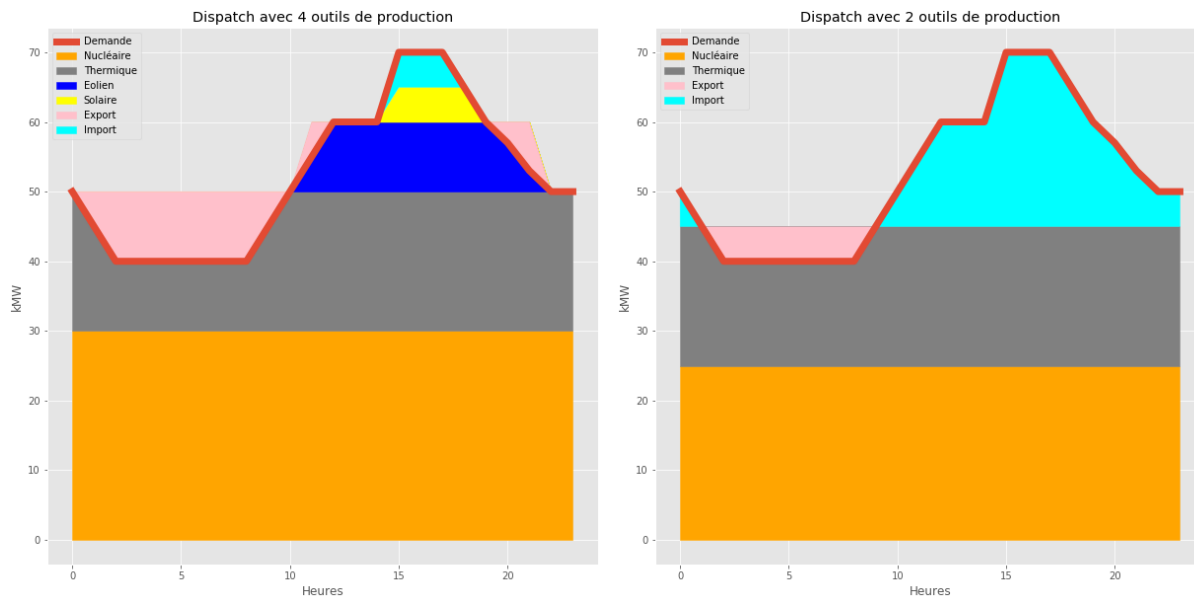 Dispatch avec 4 outils de production
Demande
Nucléaire
Thermique
Eolien
Solaire
Export
Import
70
60
50
40
30
20
10
0
kMW
0 5 10 15 20
Heures
Dispatch avec 2 outils de production
Demande
Nucléaire
Thermique
Export
Import
70
60
50
40
30
20
10
0
kMW
0 5 10 15 20
Heures